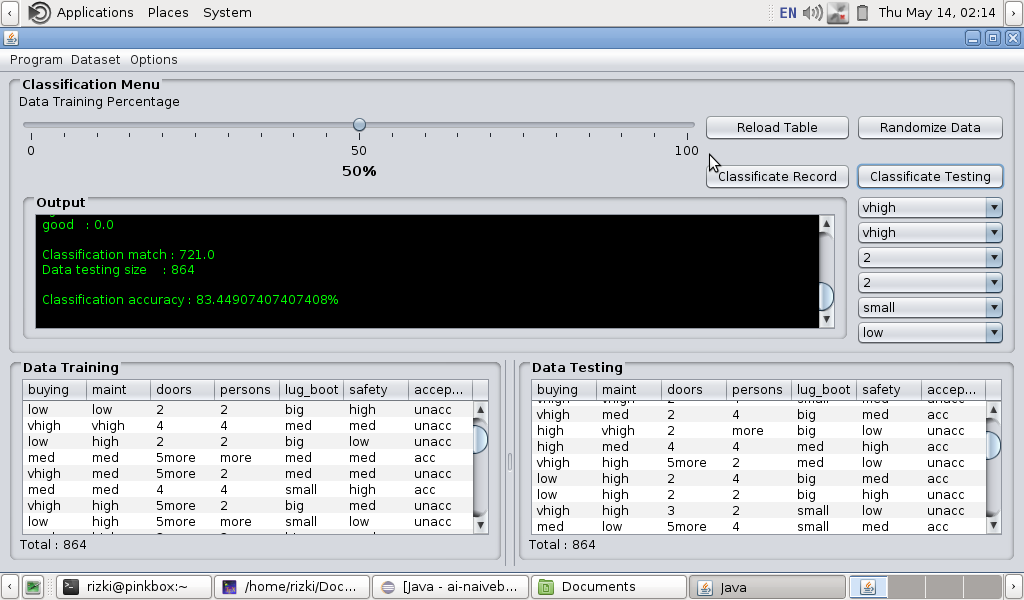 Applications Places System EN Thu May 14, 02:14
Program Dataset Options
Classification Menu
Data Training Percentage
Reload Table Randomize Data
0 50 100
50%
Classificate Record Classificate Testing
Output
good : 0.0
Classification match : 721.0
Data testing size : 864
Classification accuracy : 83.44907407407408%
vhigh
vhigh
2
2
small
low
Data Training
buying maint doors persons lug_boot safety accep...
low low 2 2 big high unacc
vhigh vhigh 4 4 med med unacc
low high 2 2 big low unacc
med med 5more more med med acc
vhigh med 5more 2 med med unacc
med med 4 4 small high acc
vhigh high 5more 2 big med unacc
low high 5more more small low unacc
Total : 864
Data Testing
buying maint doors persons lug_boot safety accep...
vhigh med 2 4 big med acc
high vhigh 2 more big low unacc
high med 4 4 med high acc
vhigh high 5more 2 med low unacc
low high 2 4 big med acc
low high 2 2 big high unacc
vhigh high 3 2 small low unacc
med low 5more 4 small med acc
Total : 864
rizki@pinkbox:~ /home/rizki/Doc... [Java - ai-naiveb... Documents Java